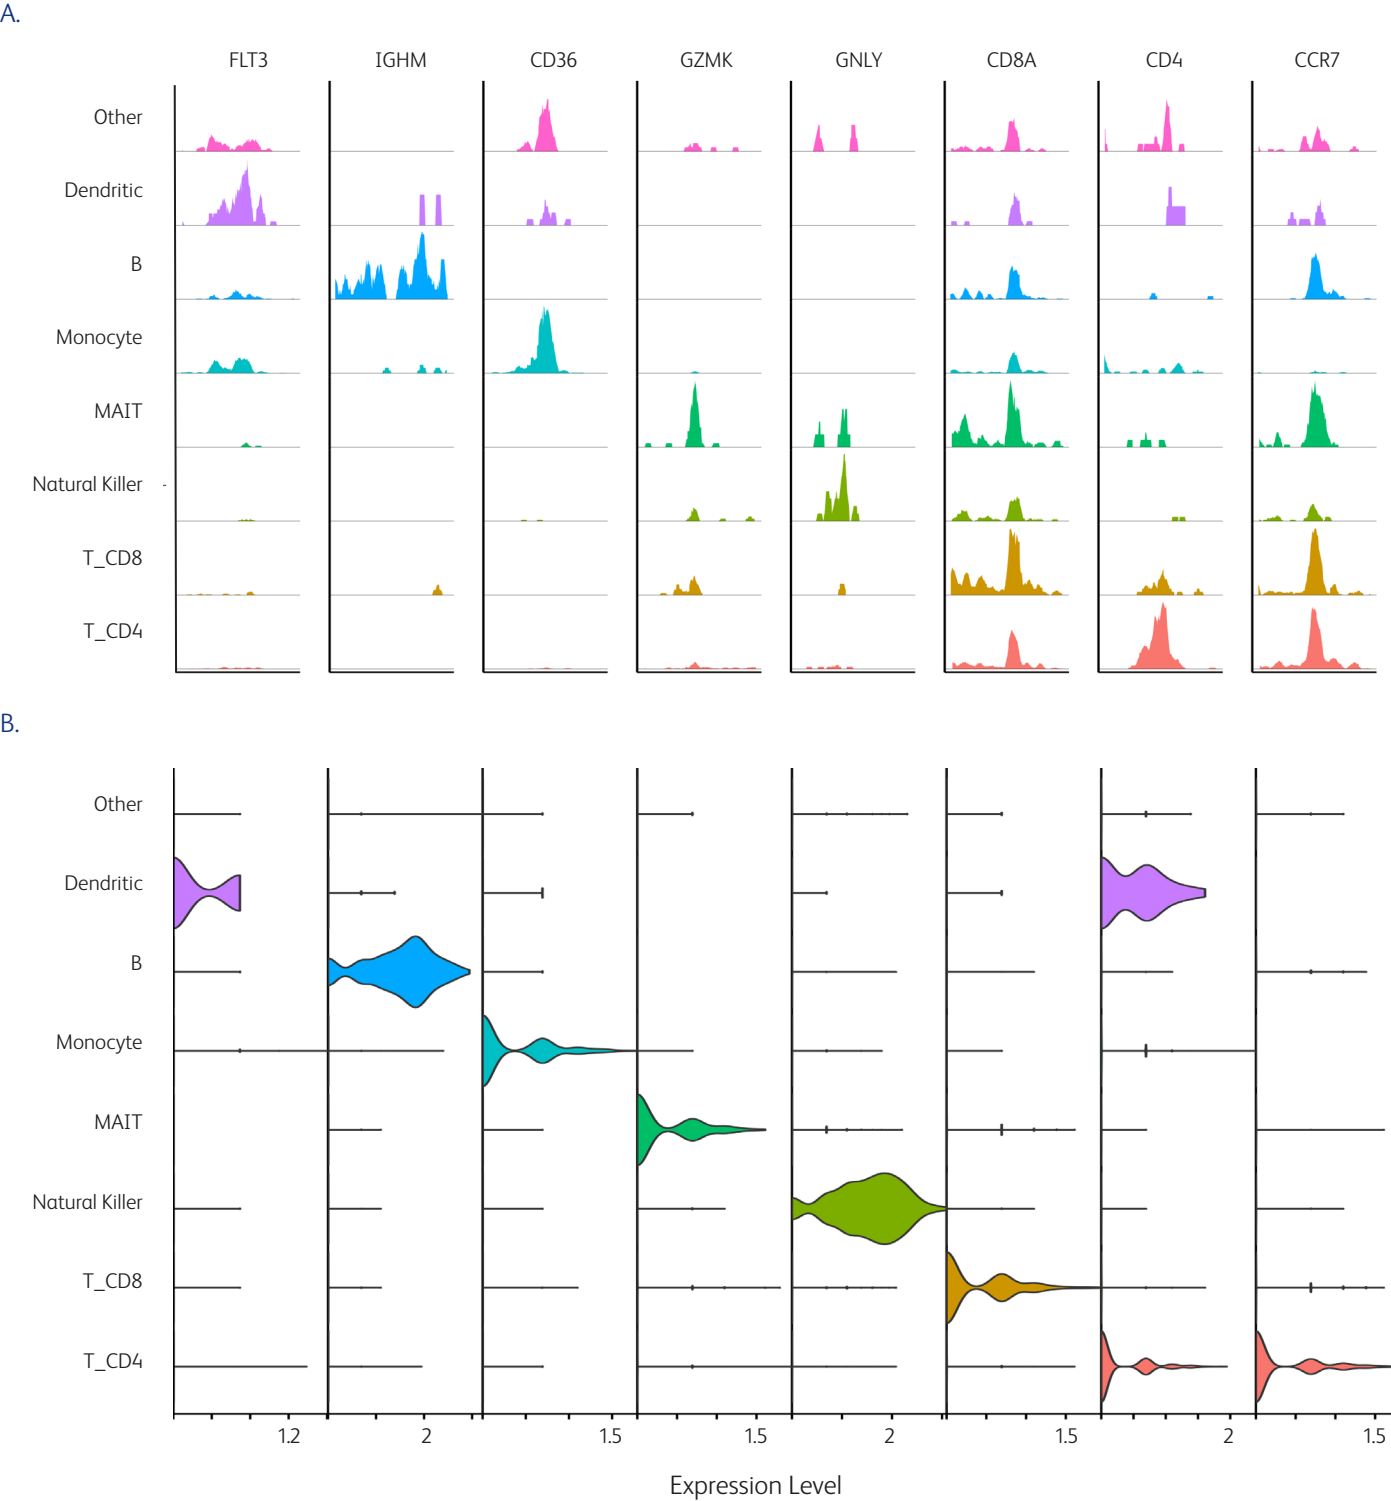 A.
FLT3 IGHM CD36 GZMK GNLY CD8A CD4 CCR7
Other
Dendritic
B
Monocyte
MAIT
Natural Killer -
T_CD8
T_CD4
B.
Other
Dendritic
B
Monocyte
MAIT
Natural Killer
T_CD8
T_CD4
1.2 2 1.5 1.5 2 1.5 2 1.5
Expression Level